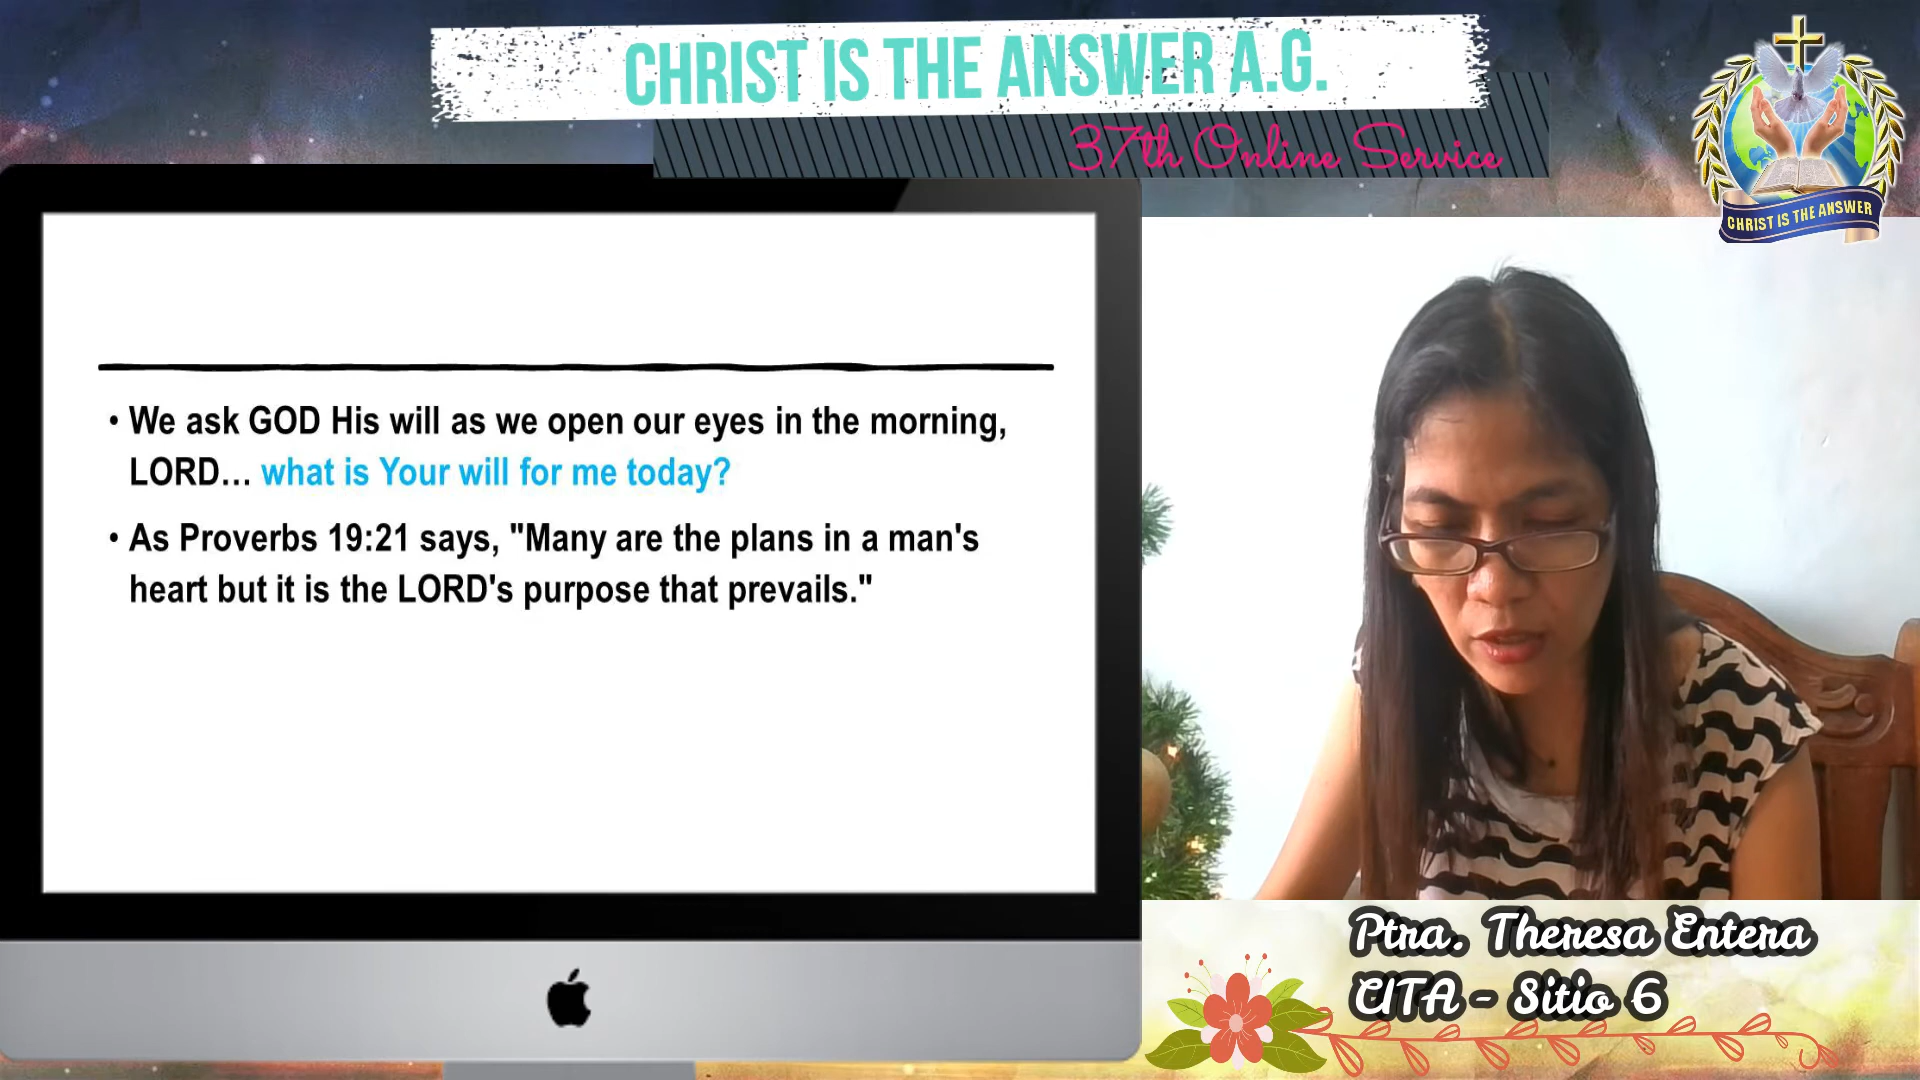 CHRIST IS THE ANSWER A.G.
37th Online Service
CHRIST IS THE ANSWER
• We ask GOD His will as we open our eyes in the morning,
LORD… what is Your will for me today?
• As Proverbs 19:21 says, "Many are the plans in a man's
heart but it is the LORD's purpose that prevails."
Ptra. Theresa Entera
CITA - Sitio 6